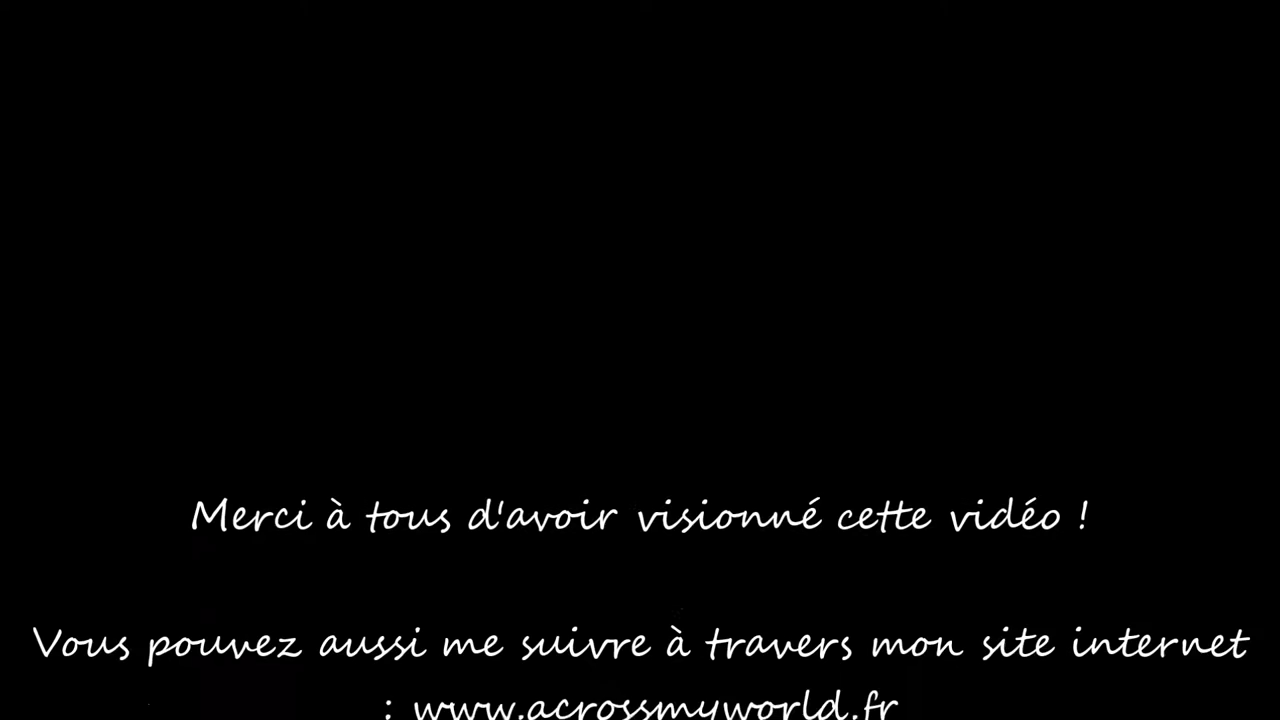 Merci à tous d'avoir visionné cette vidéo !
Vous pouvez aussi me suivre à travers mon site internet
: www.acrossmyworld.fr